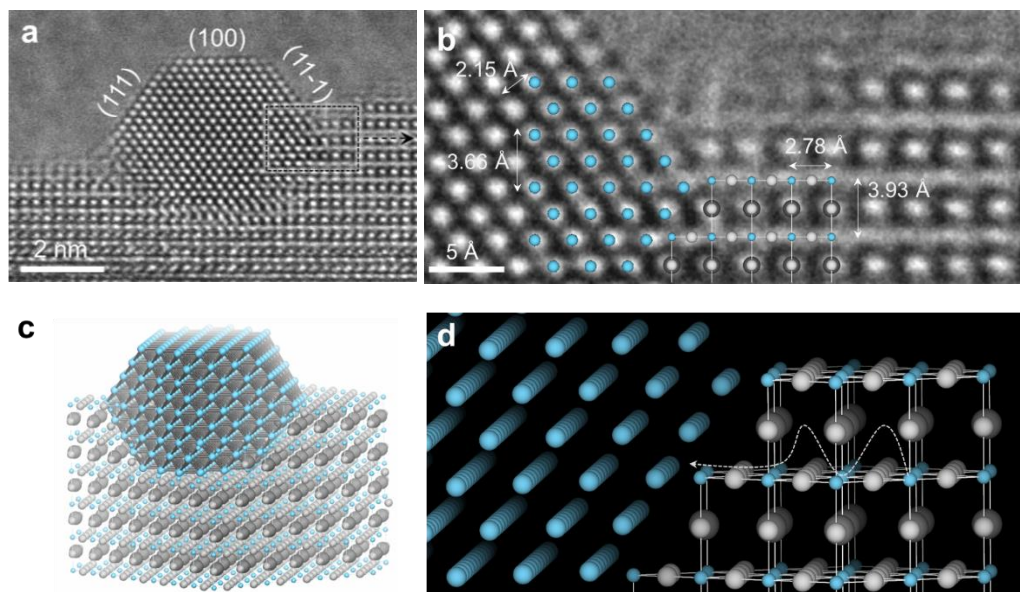 a
(100)
(111)
(11-1)
2 nm
b
2.15 Å
3.66 Å
2.78 Å
3.93 Å
5 Å
c
d